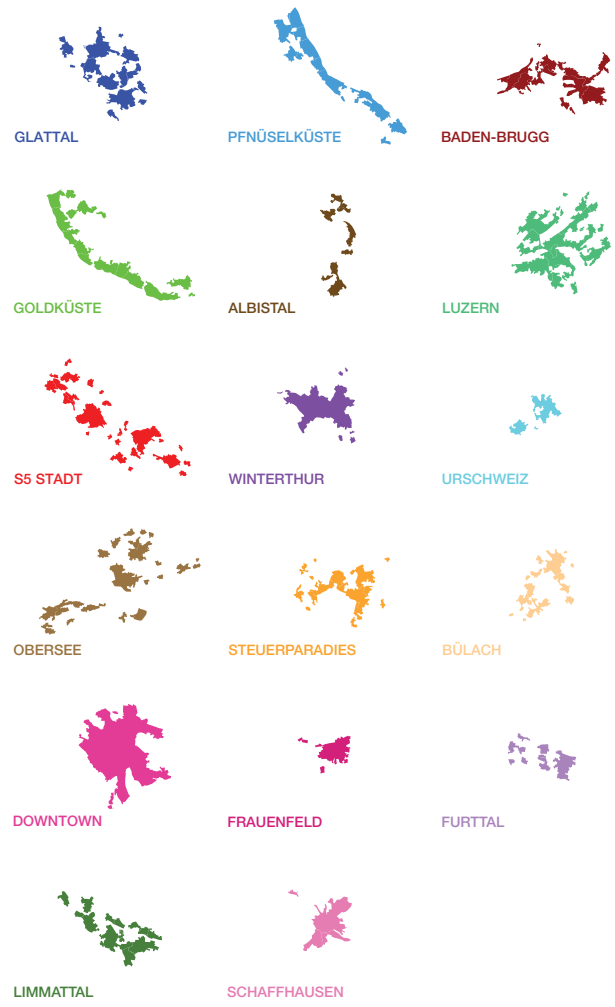 GLATTAL
PFNÜSELKÜSTE
BADEN-BRUGG
GOLDKÜSTE
ALBISTAL
LUZERN
S5 STADT
WINTERTHUR
URSCHWEIZ
OBERSEE
STEUERPARADIES
BÜLACH
DOWNTOWN
FRAUENFELD
FURTTAL
LIMMATTAL
SCHAFFHAUSEN